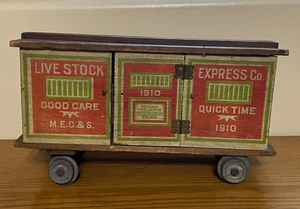 LIVE STOCK
GOOD CARE
M.E.C.& S.
1910
EXPRESS Co.
QUICK TIME
1910